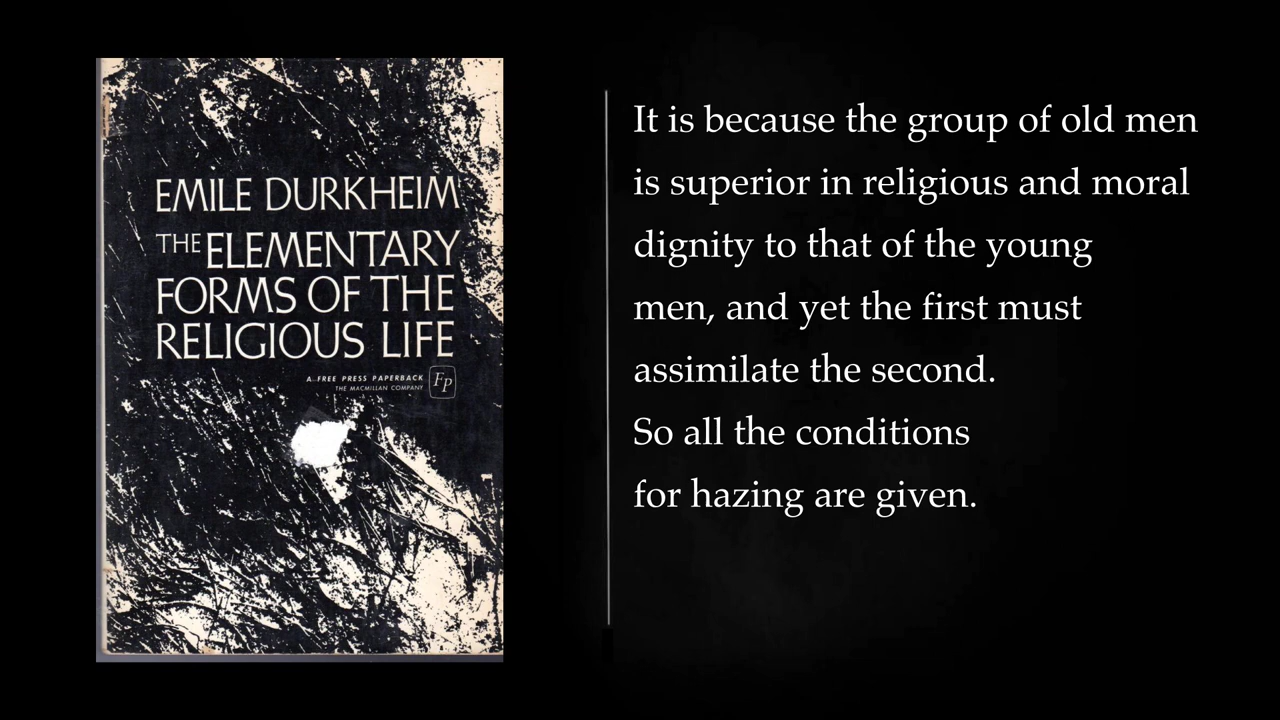 EMILE DURKHEIM
THE ELEMENTARY
FORMS OF THE
RELIGIOUS LIFE
A FREE PRESS PAPERBACK
THE MACMILLAN COMPANY
Fp
It is because the group of old men
is superior in religious and moral
dignity to that of the young
men, and yet the first must
assimilate the second.
So all the conditions
for hazing are given.